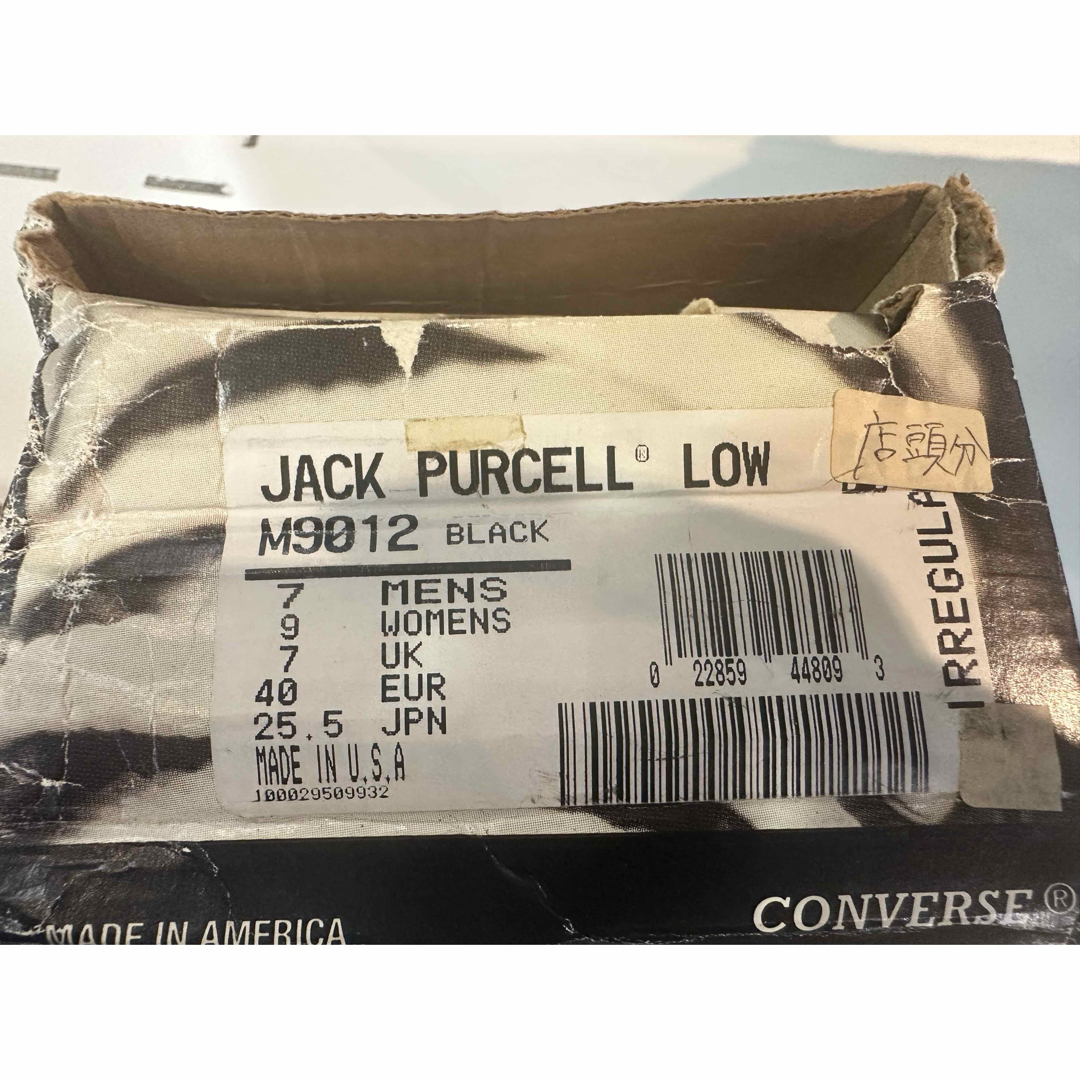 店頭分
JACK PURCELL® LOW
M9012 BLACK
7 MENS
9 WOMENS
7 UK
40 EUR
25.5 JPN
MADE IN U.S.A
100029509932
0 22859 44809 3
CONVERSE®
MADE IN AMERICA